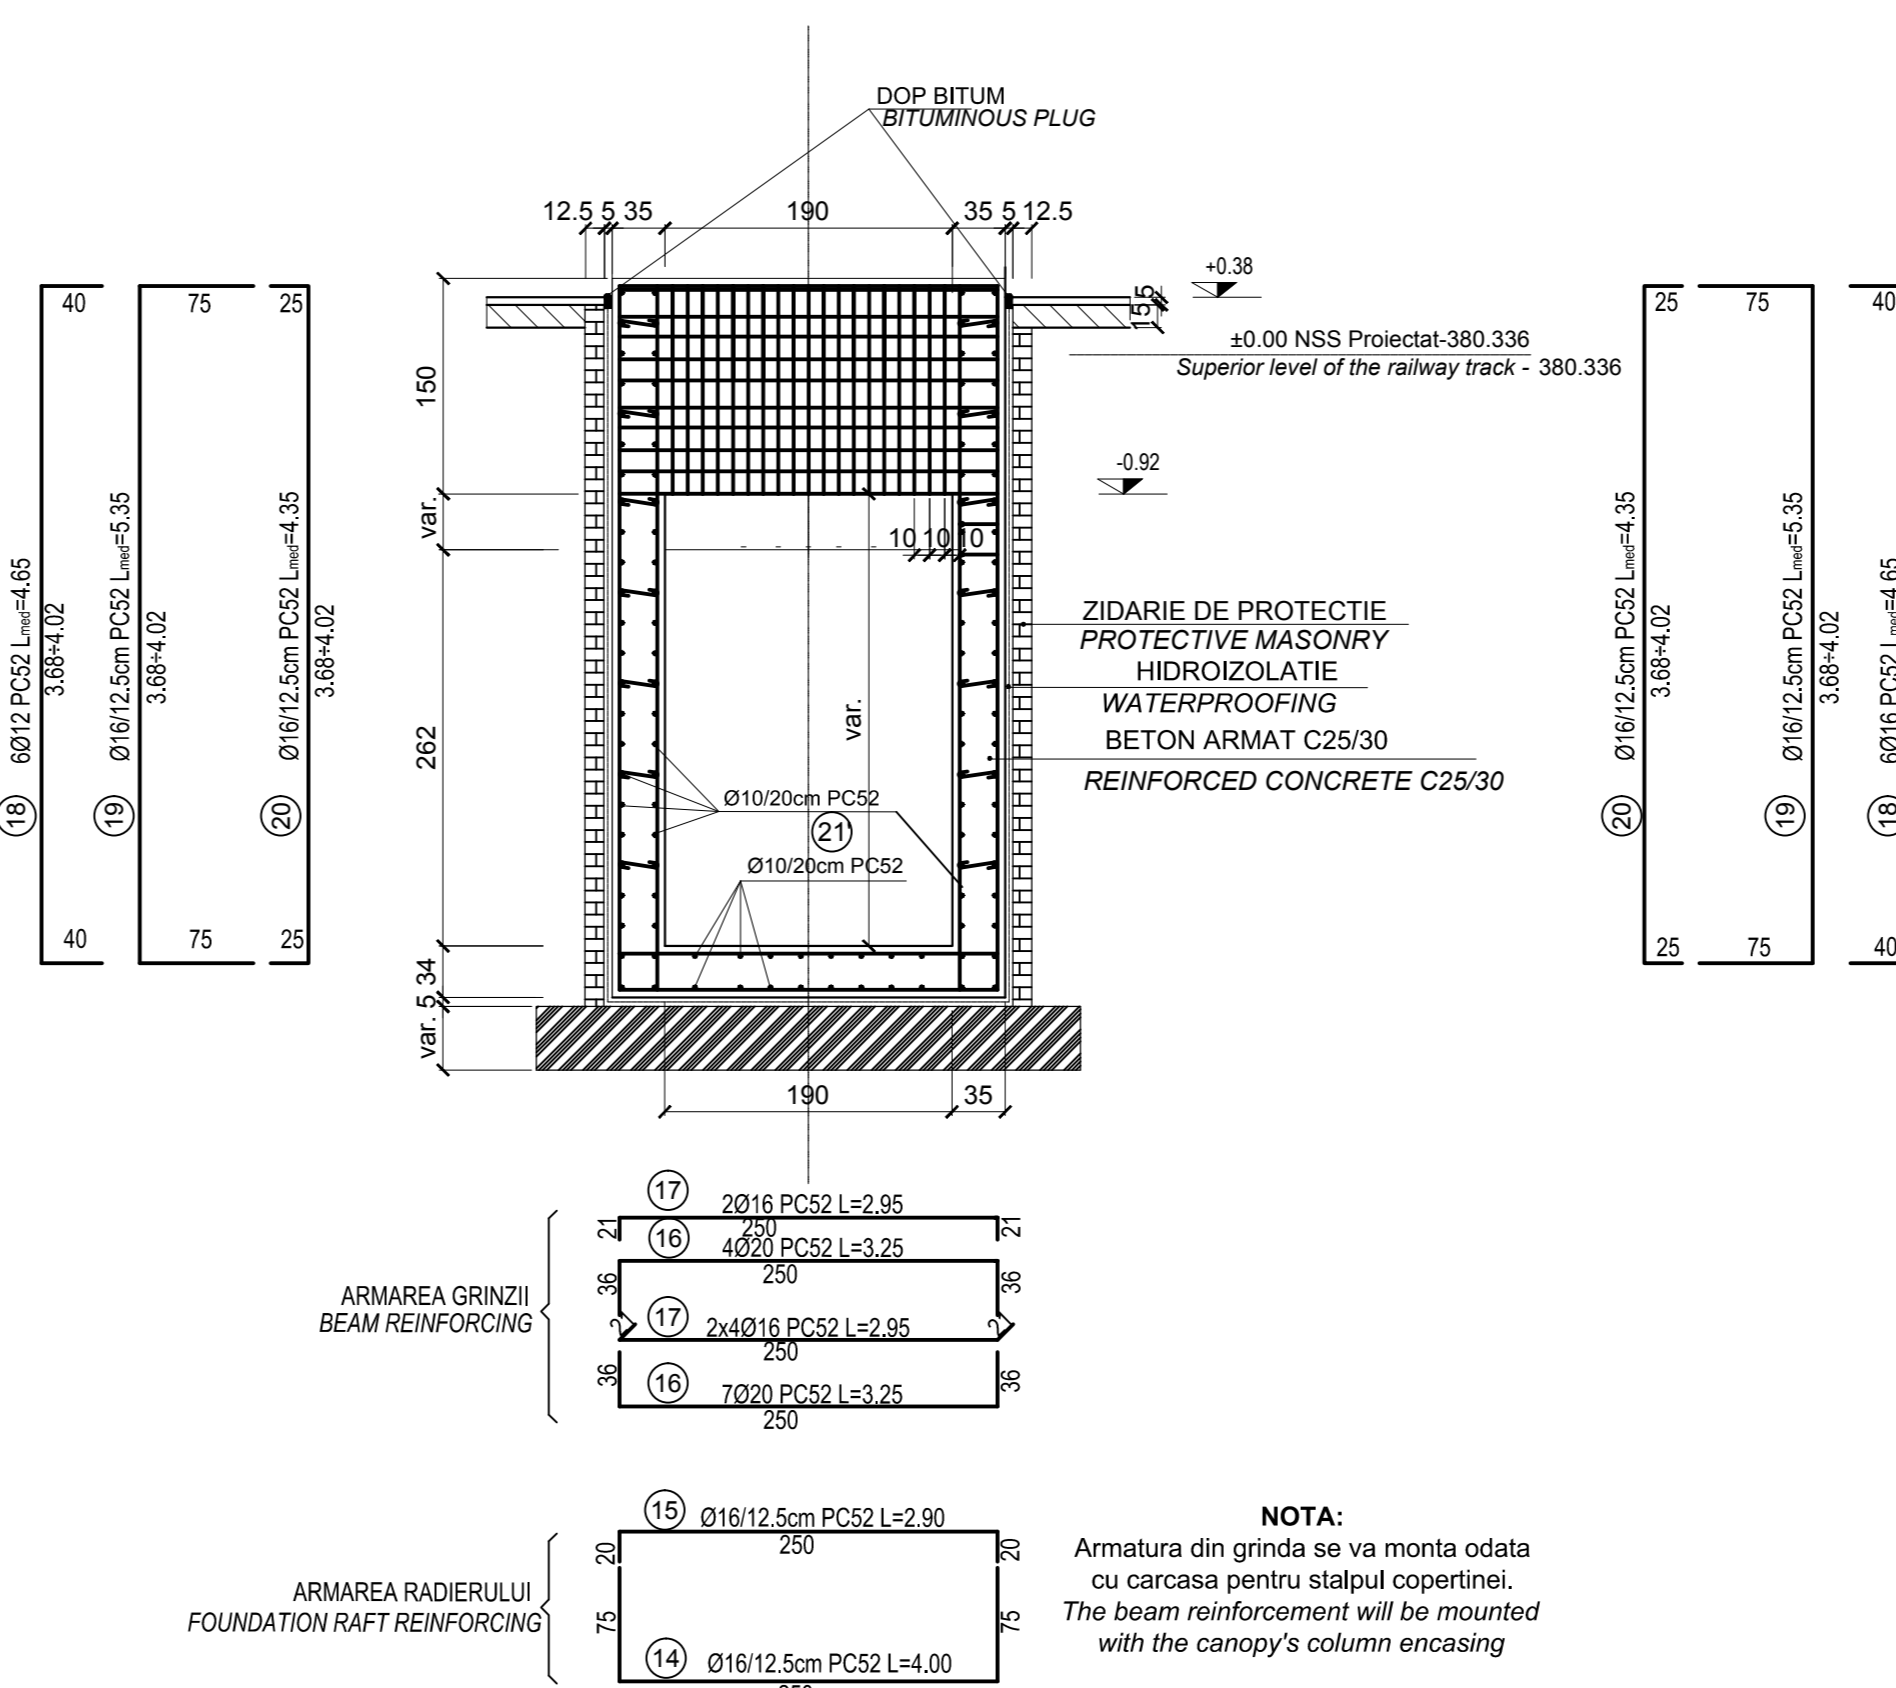 DOP BITUM
BITUMINOUS PLUG
12.5 5 35 190 35 5 12.5
+0.38
5
15
±0.00 NSS Proiectat-380.336
Superior level of the railway track - 380.336
-0.92
150
var.
262
34
5
var.
10 10 10
var.
40 75 25
6Ø12 PC52 Lmed=4.65
3.68÷4.02
18
Ø16/12.5cm PC52 Lmed=5.35
3.68÷4.02
19
Ø16/12.5cm PC52 Lmed=4.35
3.68÷4.02
20
40 75 25
ZIDARIE DE PROTECTIE
PROTECTIVE MASONRY
HIDROIZOLATIE
WATERPROOFING
BETON ARMAT C25/30
REINFORCED CONCRETE C25/30
Ø10/20cm PC52
21'
Ø10/20cm PC52
25 75 40
Ø16/12.5cm PC52 Lmed=4.35
3.68÷4.02
20
Ø16/12.5cm PC52 Lmed=5.35
3.68÷4.02
19
6Ø16 PC52 Lmed=4.65
18
25 75 40
190 35
ARMAREA GRINZII
BEAM REINFORCING
17 2Ø16 PC52 L=2.95
21 250 21
16 4Ø20 PC52 L=3.25
36 250 36
21 17 2x4Ø16 PC52 L=2.95 21
250
36 16 7Ø20 PC52 L=3.25 36
250
ARMAREA RADIERULUI
FOUNDATION RAFT REINFORCING
15 Ø16/12.5cm PC52 L=2.90
20 250 20
75 75
14 Ø16/12.5cm PC52 L=4.00
NOTA:
Armatura din grinda se va monta odata
cu carcasa pentru stalpul copertinei.
The beam reinforcement will be mounted
with the canopy's column encasing